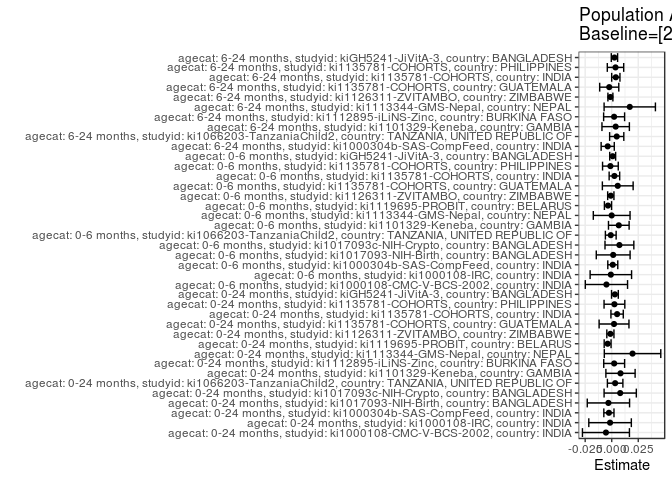 Population A
Baseline=[2
agecat: 6-24 months, studyid: kiGH5241-JiVitA-3, country: BANGLADESH
agecat: 6-24 months, studyid: ki1135781-COHORTS, country: PHILIPPINES
agecat: 6-24 months, studyid: ki1135781-COHORTS, country: INDIA
agecat: 6-24 months, studyid: ki1135781-COHORTS, country: GUATEMALA
agecat: 6-24 months, studyid: ki1126311-ZVITAMBO, country: ZIMBABWE
agecat: 6-24 months, studyid: ki1113344-GMS-Nepal, country: NEPAL
agecat: 6-24 months, studyid: ki1112895-iLiNS-Zinc, country: BURKINA FASO
agecat: 6-24 months, studyid: ki1101329-Keneba, country: GAMBIA
agecat: 6-24 months, studyid: ki1066203-TanzaniaChild2, country: TANZANIA, UNITED REPUBLIC OF
agecat: 6-24 months, studyid: ki1000304b-SAS-CompFeed, country: INDIA
agecat: 0-6 months, studyid: kiGH5241-JiVitA-3, country: BANGLADESH
agecat: 0-6 months, studyid: ki1135781-COHORTS, country: PHILIPPINES
agecat: 0-6 months, studyid: ki1135781-COHORTS, country: INDIA
agecat: 0-6 months, studyid: ki1135781-COHORTS, country: GUATEMALA
agecat: 0-6 months, studyid: ki1126311-ZVITAMBO, country: ZIMBABWE
agecat: 0-6 months, studyid: ki1119695-PROBIT, country: BELARUS
agecat: 0-6 months, studyid: ki1113344-GMS-Nepal, country: NEPAL
agecat: 0-6 months, studyid: ki1101329-Keneba, country: GAMBIA
agecat: 0-6 months, studyid: ki1066203-TanzaniaChild2, country: TANZANIA, UNITED REPUBLIC OF
agecat: 0-6 months, studyid: ki1017093c-NIH-Crypto, country: BANGLADESH
agecat: 0-6 months, studyid: ki1017093-NIH-Birth, country: BANGLADESH
agecat: 0-6 months, studyid: ki1000304b-SAS-CompFeed, country: INDIA
agecat: 0-6 months, studyid: ki1000108-IRC, country: INDIA
agecat: 0-6 months, studyid: ki1000108-CMC-V-BCS-2002, country: INDIA
agecat: 0-24 months, studyid: kiGH5241-JiVitA-3, country: BANGLADESH
agecat: 0-24 months, studyid: ki1135781-COHORTS, country: PHILIPPINES
agecat: 0-24 months, studyid: ki1135781-COHORTS, country: INDIA
agecat: 0-24 months, studyid: ki1135781-COHORTS, country: GUATEMALA
agecat: 0-24 months, studyid: ki1126311-ZVITAMBO, country: ZIMBABWE
agecat: 0-24 months, studyid: ki1119695-PROBIT, country: BELARUS
agecat: 0-24 months, studyid: ki1113344-GMS-Nepal, country: NEPAL
agecat: 0-24 months, studyid: ki1112895-iLiNS-Zinc, country: BURKINA FASO
agecat: 0-24 months, studyid: ki1101329-Keneba, country: GAMBIA
agecat: 0-24 months, studyid: ki1066203-TanzaniaChild2, country: TANZANIA, UNITED REPUBLIC OF
agecat: 0-24 months, studyid: ki1017093c-NIH-Crypto, country: BANGLADESH
agecat: 0-24 months, studyid: ki1017093-NIH-Birth, country: BANGLADESH
agecat: 0-24 months, studyid: ki1000304b-SAS-CompFeed, country: INDIA
agecat: 0-24 months, studyid: ki1000108-IRC, country: INDIA
agecat: 0-24 months, studyid: ki1000108-CMC-V-BCS-2002, country: INDIA
-0.025 0.000 0.025
Estimate